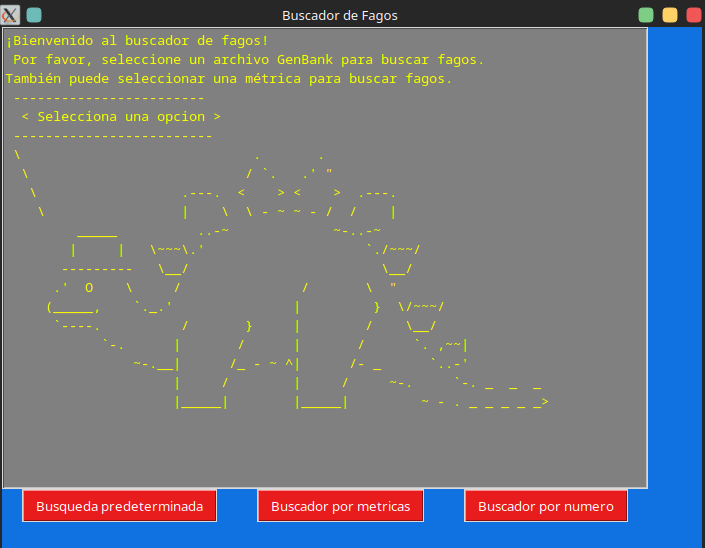 Buscador de Fagos
¡Bienvenido al buscador de fagos!
Por favor, seleccione un archivo GenBank para buscar fagos.
También puede seleccionar una métrica para buscar fagos.
< Selecciona una opcion >
Busqueda predeterminada
Buscador por metricas
Buscador por numero